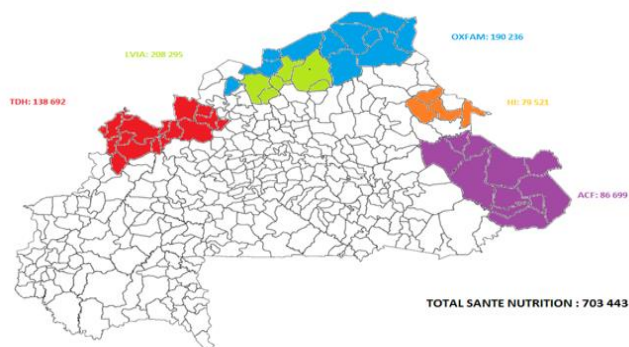 OXFAM: 190 236
LVIA: 208 295
TDH: 138 692
HI: 79 521
ACF: 86 699
TOTAL SANTE NUTRITION : 703 443